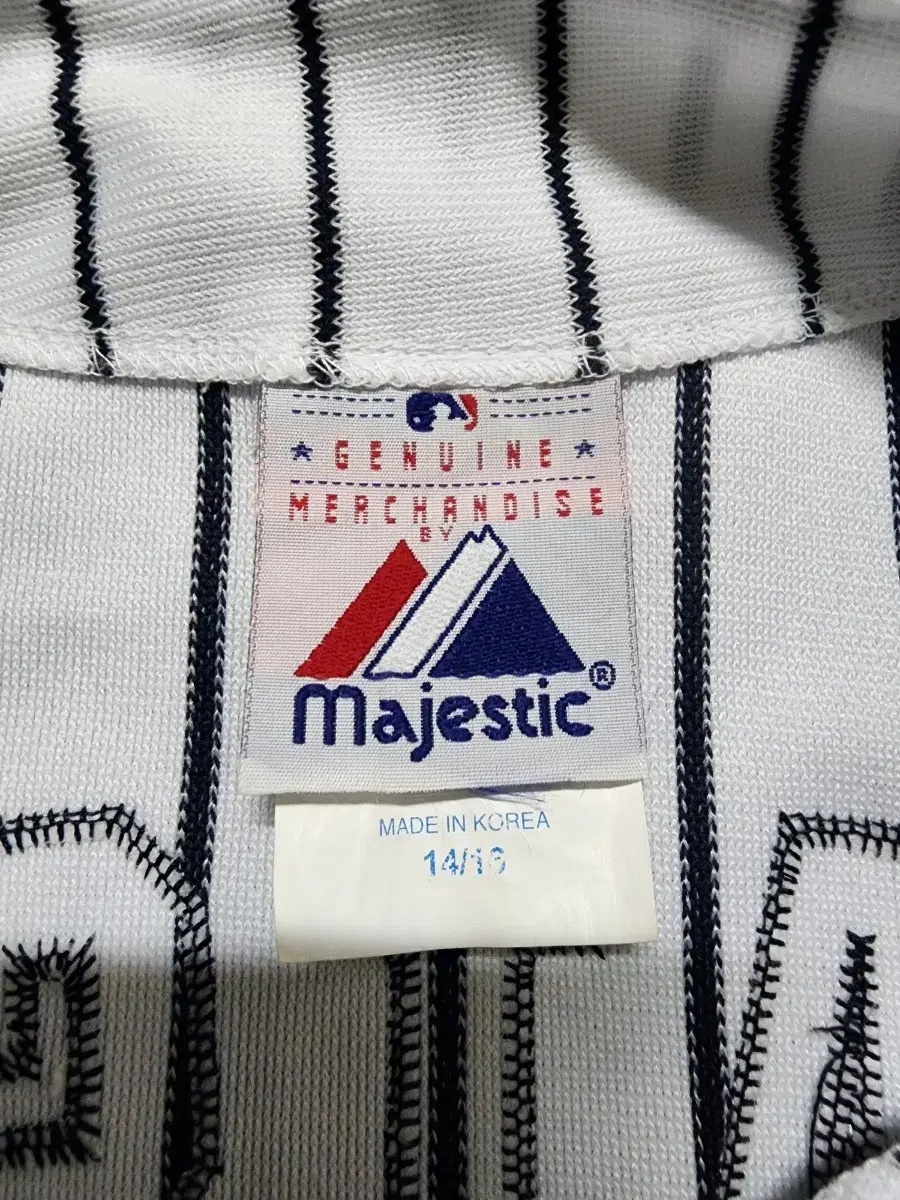 GENUINE
MERCHANDISE
BY
Majestic®
MADE IN KOREA